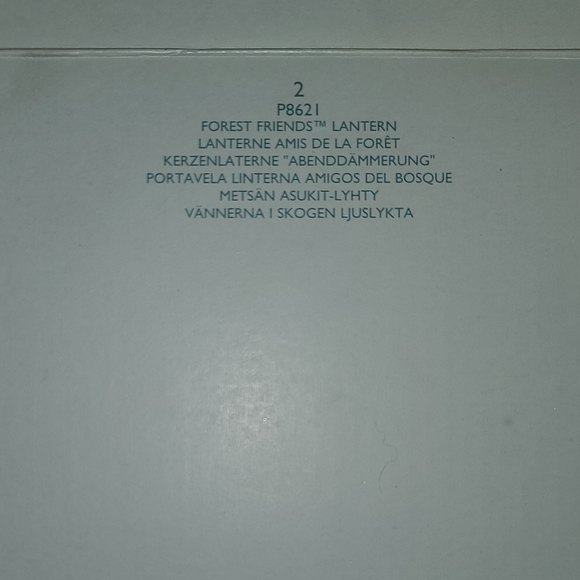 2
P8621
FOREST FRIENDS™ LANTERN
LANTERNE AMIS DE LA FORÊT
KERZENLATERNE "ABENDDÄMMERUNG"
PORTAVELA LINTERNA AMIGOS DEL BOSQUE
METSÄN ASUKIT-LYHTY
VÄNNERNA I SKOGEN LJUSLYKTA